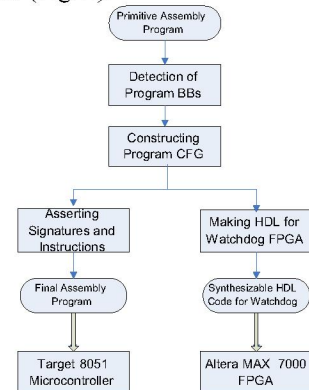 Primitive Assembly
Program
Detection of
Program BBs
Constructing
Program CFG
Asserting
Signatures and
Instructions
Making HDL for
Watchdog FPGA
Final Assembly
Program
Synthesizable HDL
Code for Watchdog
Target 8051
Microcontroller
Altera MAX 7000
FPGA